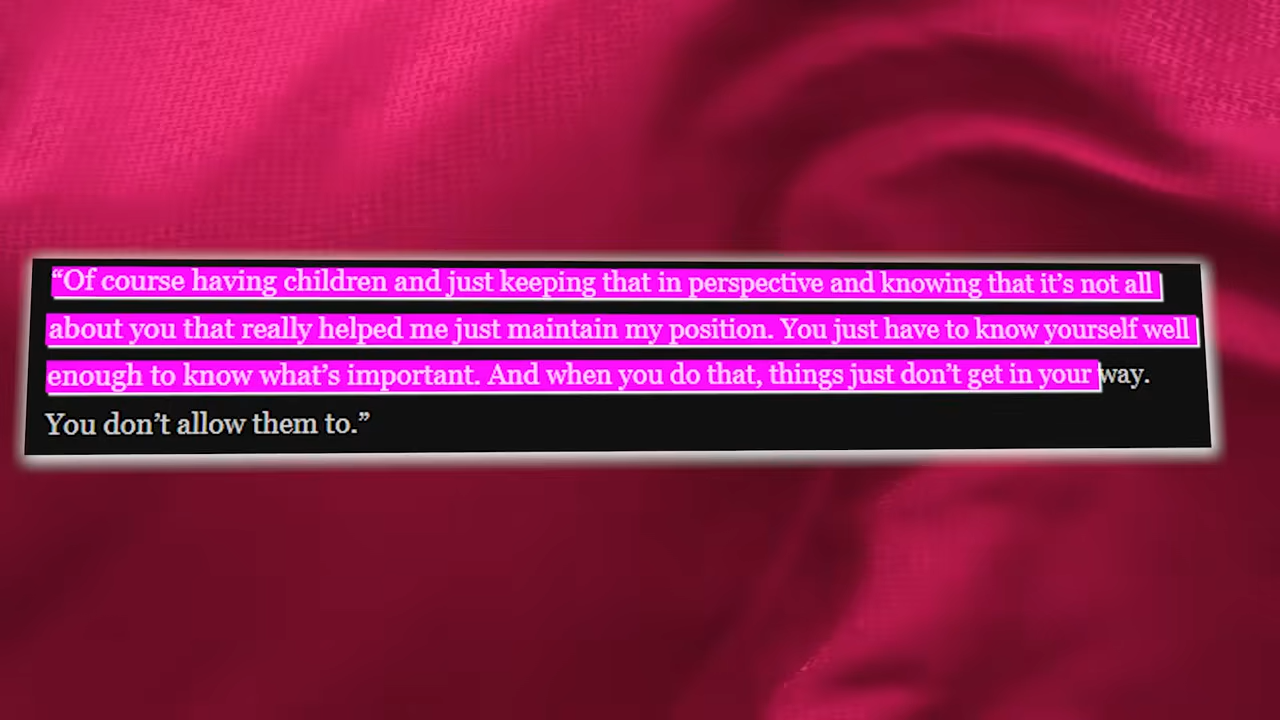 “Of course having children and just keeping that in perspective and knowing that it’s not all
about you that really helped me just maintain my position. You just have to know yourself well
enough to know what’s important. And when you do that, things just don’t get in your way.
You don’t allow them to.”